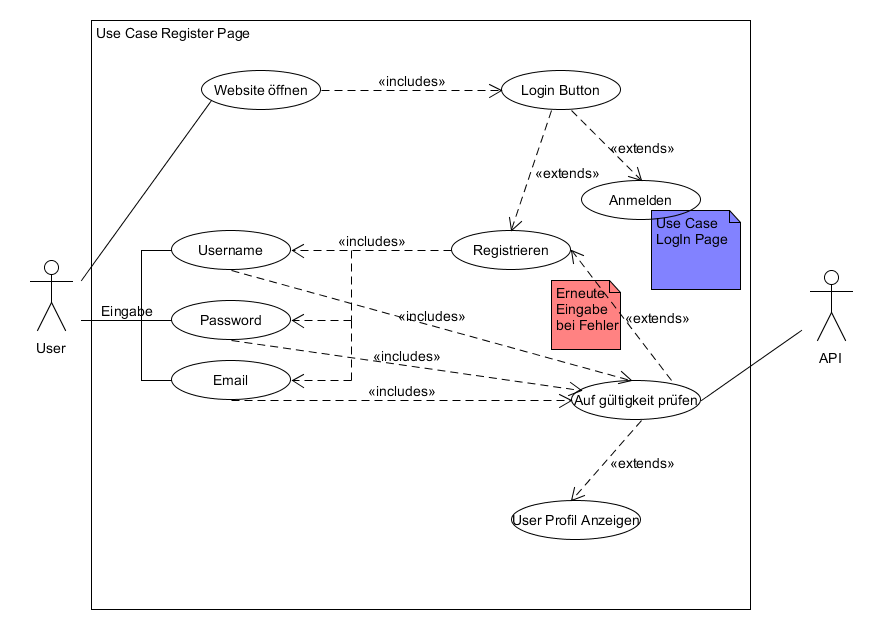 Use Case Register Page
Website öffnen
«includes»
Login Button
«extends»
«extends»
Anmelden
Use Case
LogIn Page
Username
«includes»
Registrieren
Erneute
Eingabe
bei Fehler
«extends»
Eingabe
Password
«includes»
User
API
«includes»
Email
«includes»
Auf gültigkeit prüfen
«extends»
User Profil Anzeigen